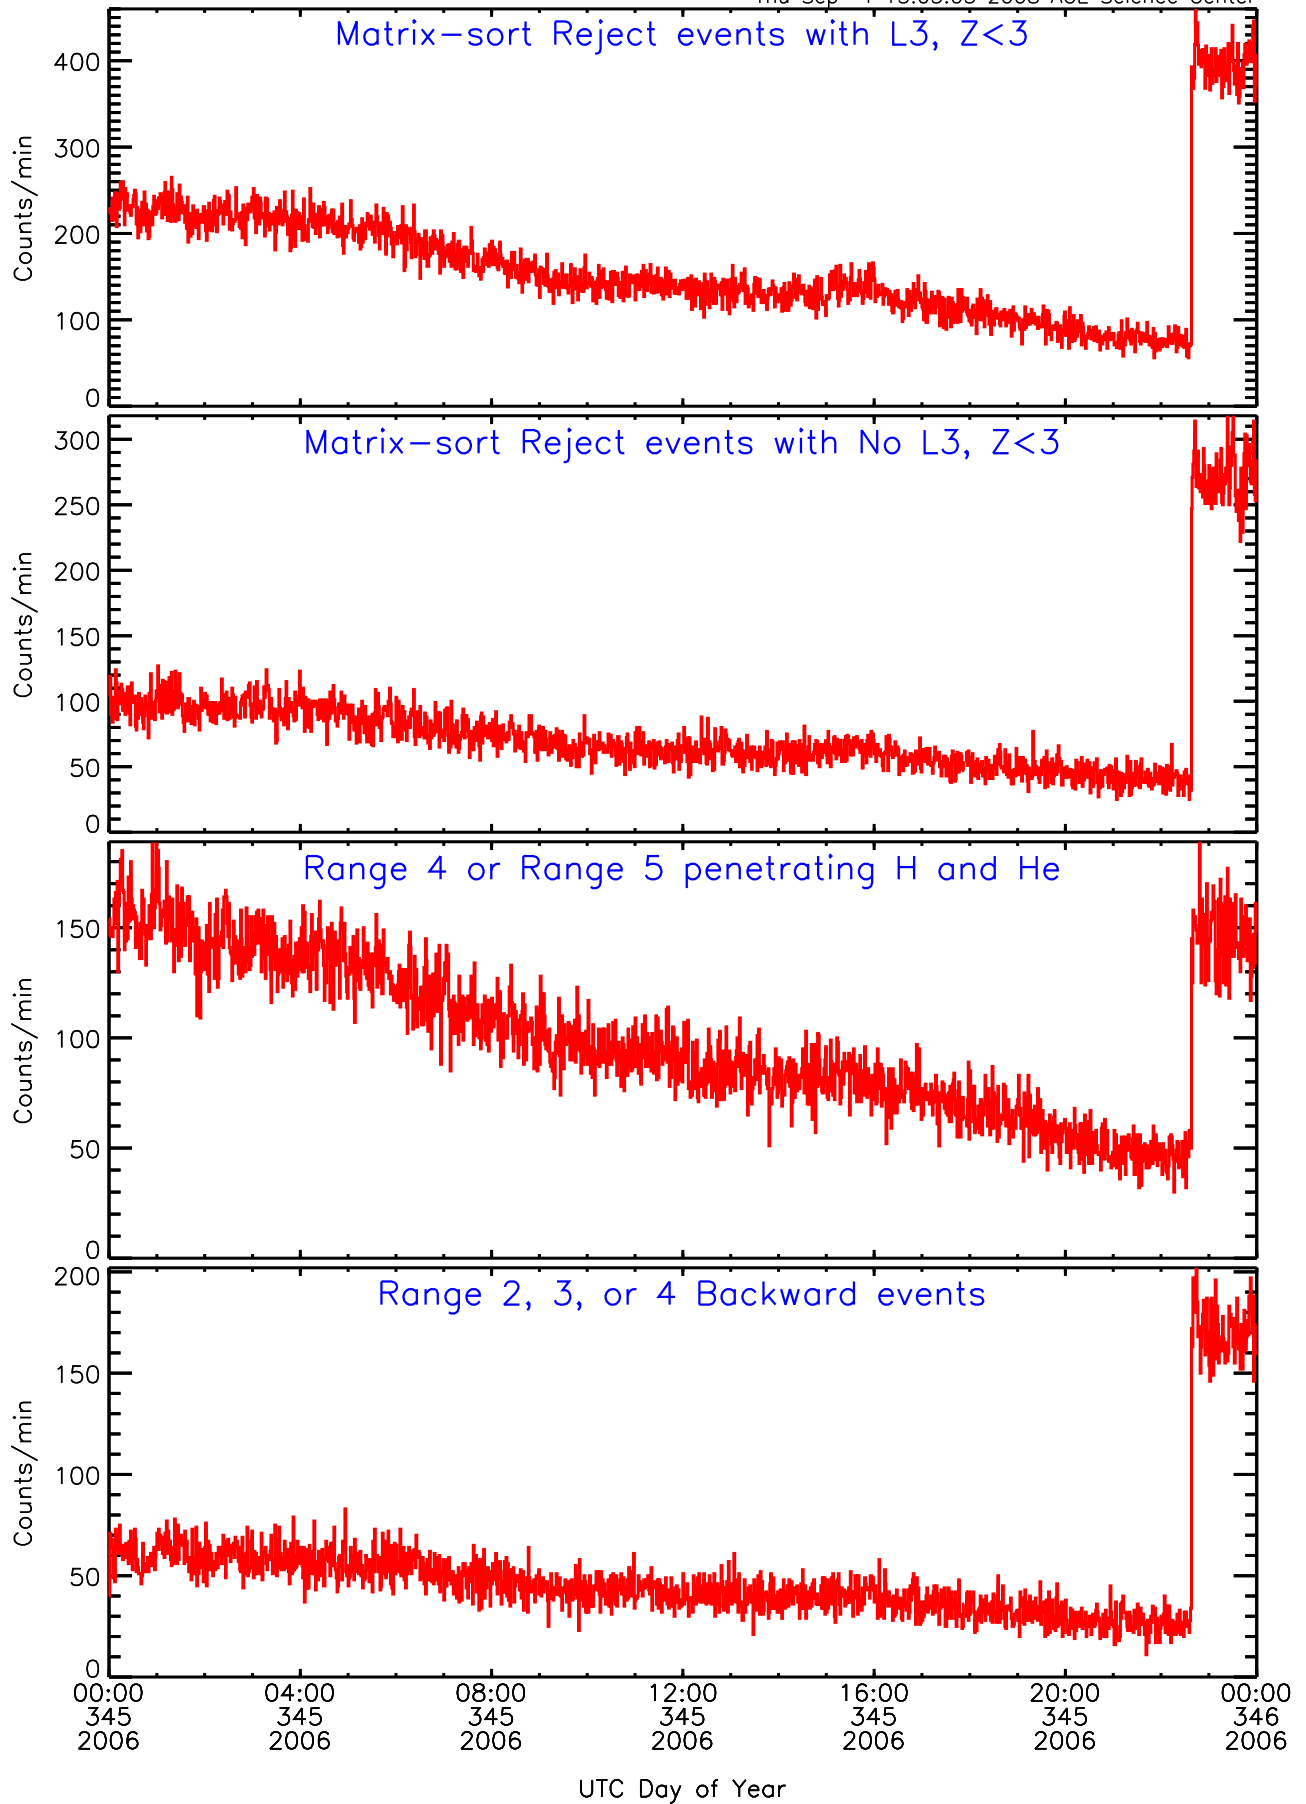 Matrix-sort Reject events with L3, Z<3
400
300
200
100
0
Counts/min
Matrix-sort Reject events with No L3, Z<3
300
250
200
150
100
50
0
Counts/min
Range 4 or Range 5 penetrating H and He
150
100
50
0
Counts/min
Range 2, 3, or 4 Backward events
200
150
100
50
0
Counts/min
00:00 04:00 08:00 12:00 16:00 20:00 00:00
345 345 345 345 345 345 346
2006 2006 2006 2006 2006 2006 2006
UTC Day of Year